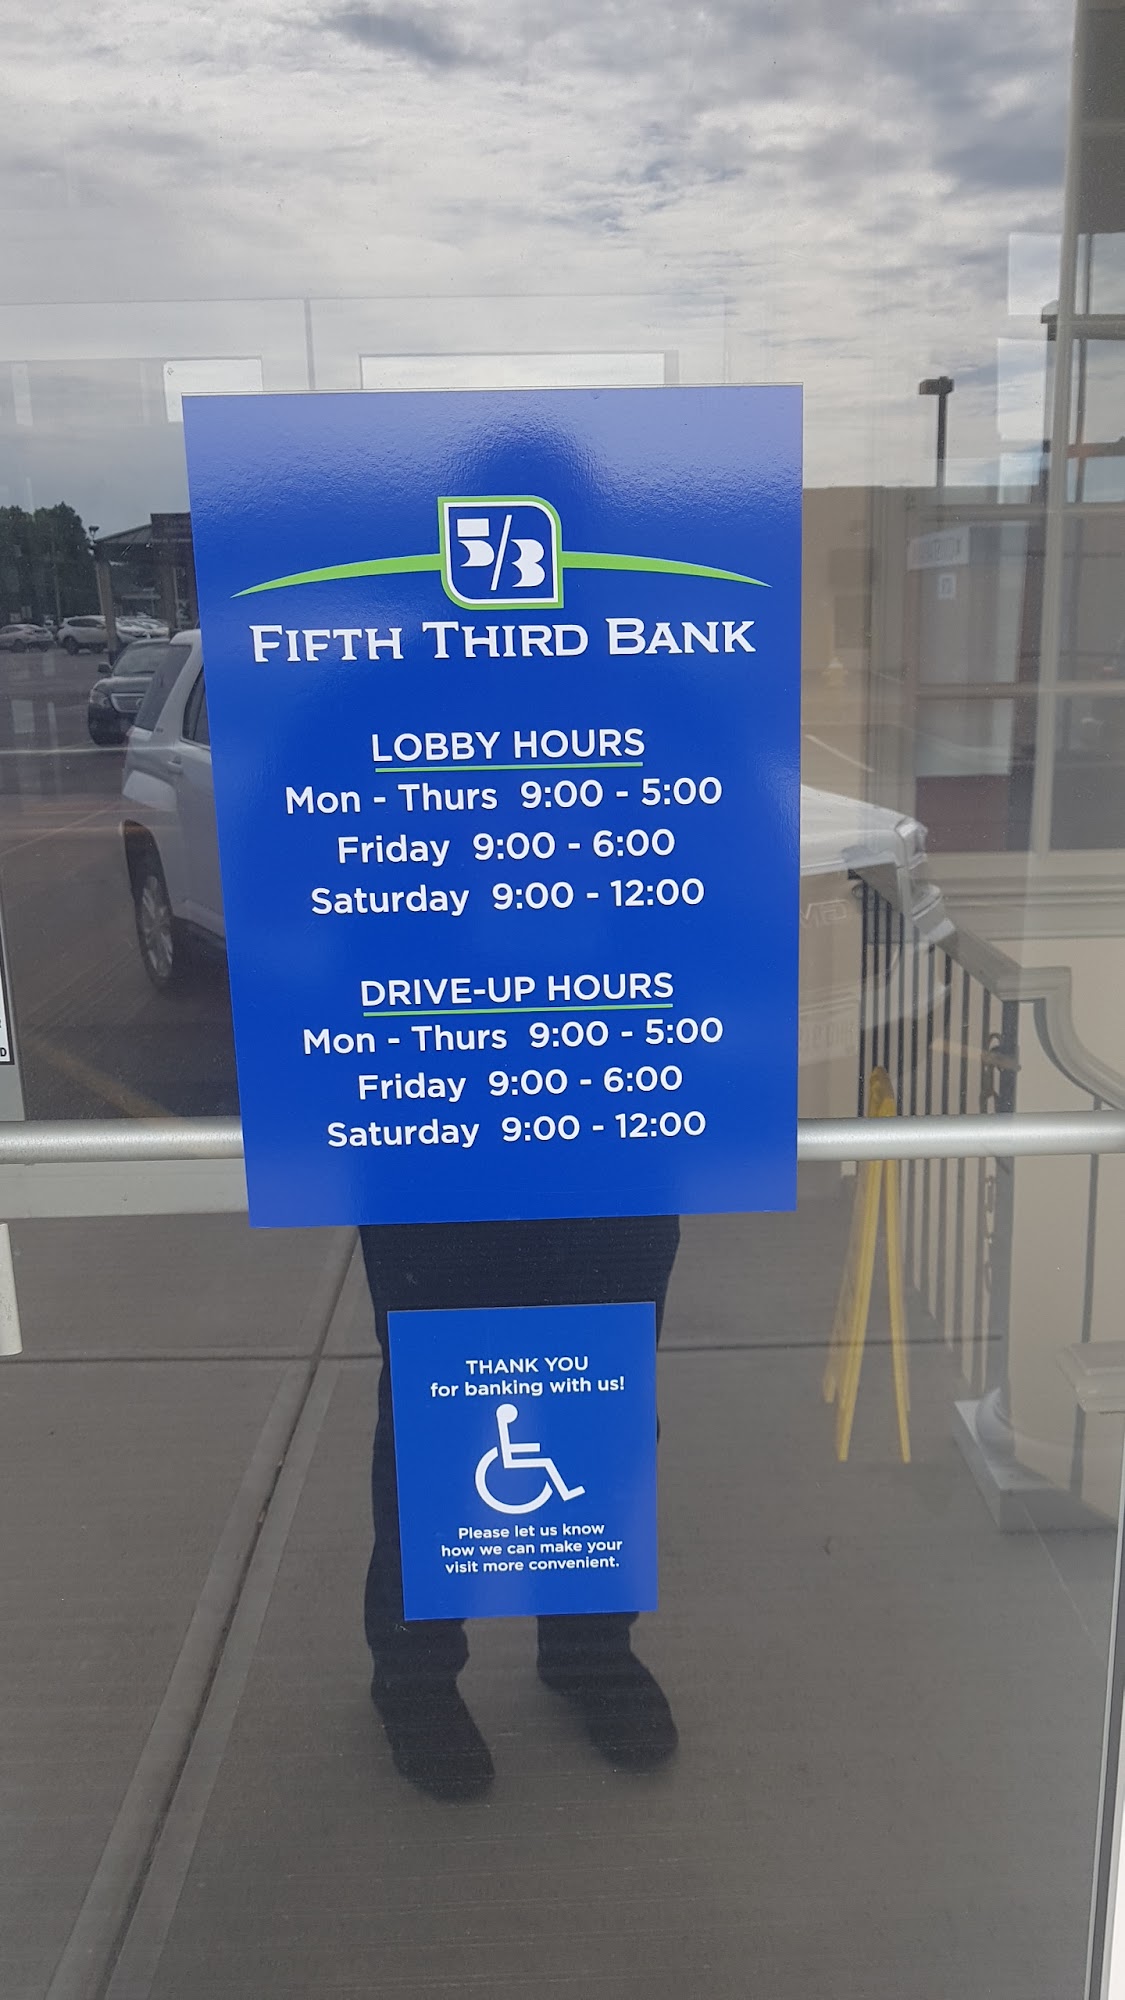 5/3
FIFTH THIRD BANK
LOBBY HOURS
Mon - Thurs 9:00 - 5:00
Friday 9:00 - 6:00
Saturday 9:00 - 12:00
DRIVE-UP HOURS
Mon - Thurs 9:00 - 5:00
Friday 9:00 - 6:00
Saturday 9:00 - 12:00
THANK YOU
for banking with us!
Please let us know
how we can make your
visit more convenient.